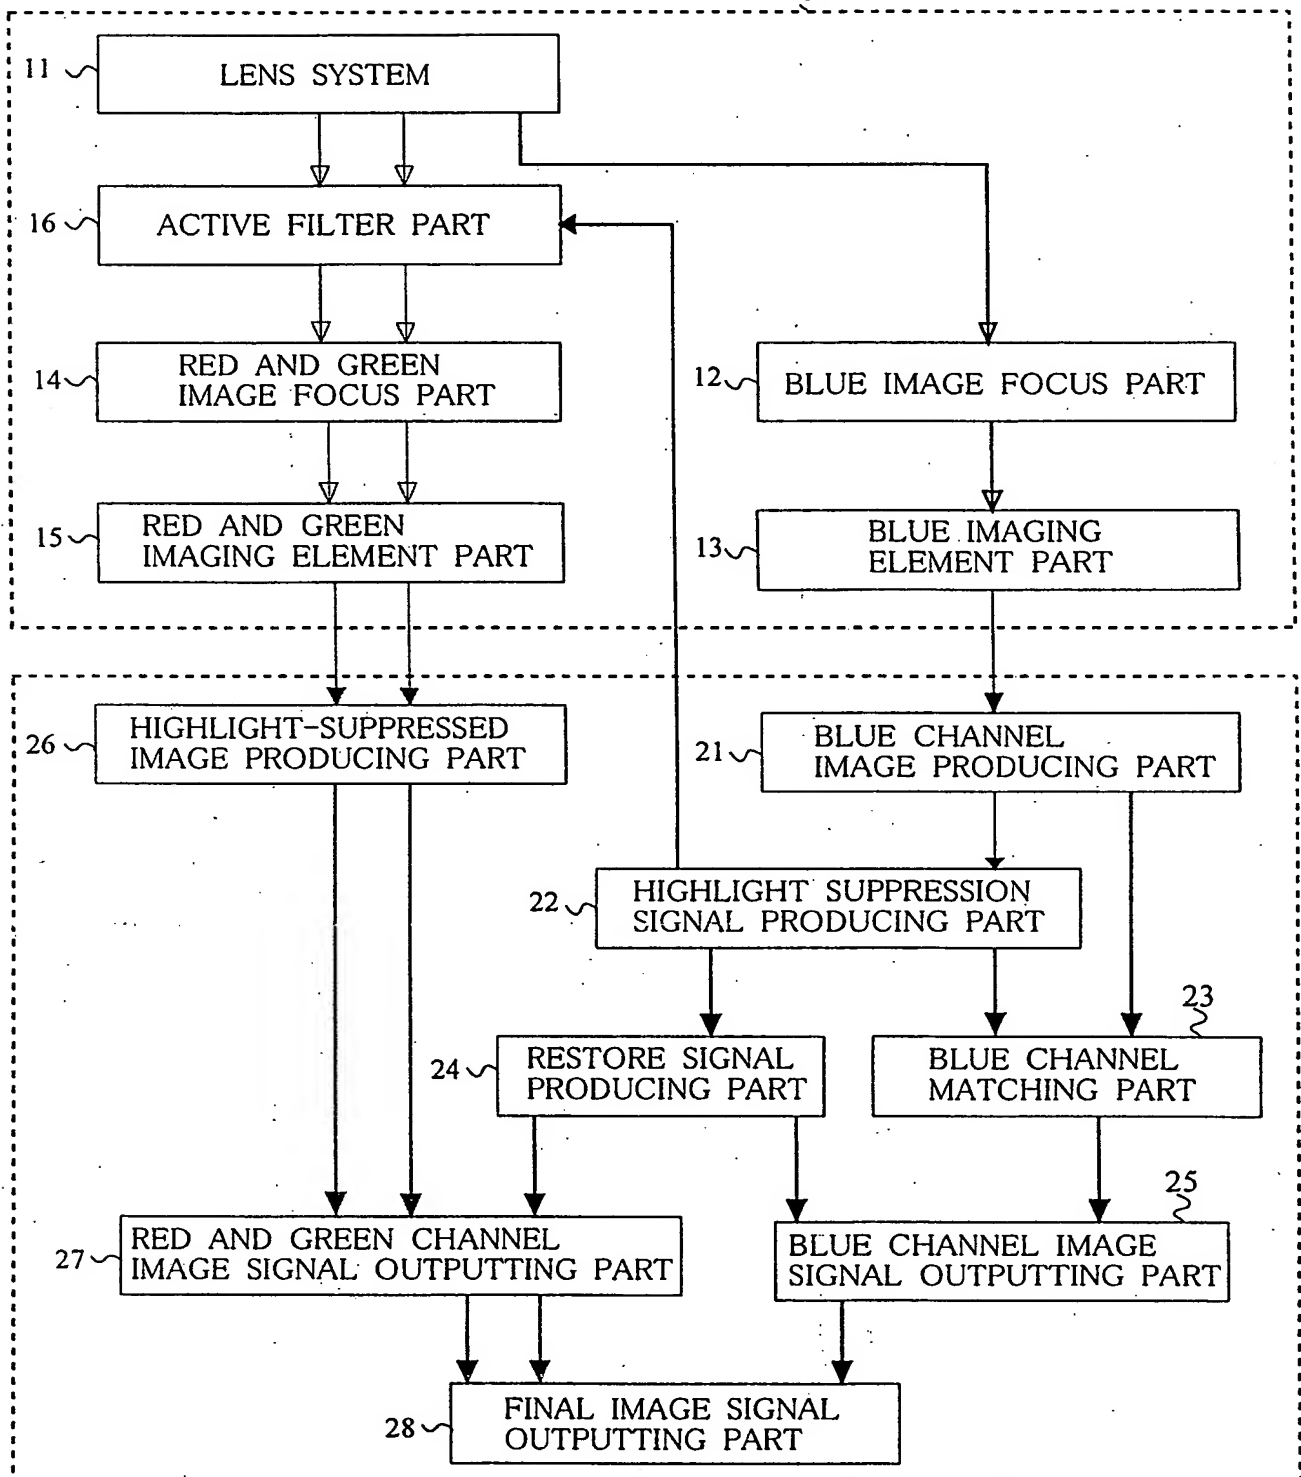 11
LENS SYSTEM
16
ACTIVE FILTER PART
14
RED AND GREEN
IMAGE FOCUS PART
12
BLUE IMAGE FOCUS PART
15
RED AND GREEN
IMAGING ELEMENT PART
13
BLUE IMAGING
ELEMENT PART
26
HIGHLIGHT-SUPPRESSED
IMAGE PRODUCING PART
21
BLUE CHANNEL
IMAGE PRODUCING PART
22
HIGHLIGHT SUPPRESSION
SIGNAL PRODUCING PART
24
RESTORE SIGNAL
PRODUCING PART
23
BLUE CHANNEL
MATCHING PART
27
RED AND GREEN CHANNEL
IMAGE SIGNAL OUTPUTTING PART
25
BLUE CHANNEL IMAGE
SIGNAL OUTPUTTING PART
28
FINAL IMAGE SIGNAL
OUTPUTTING PART